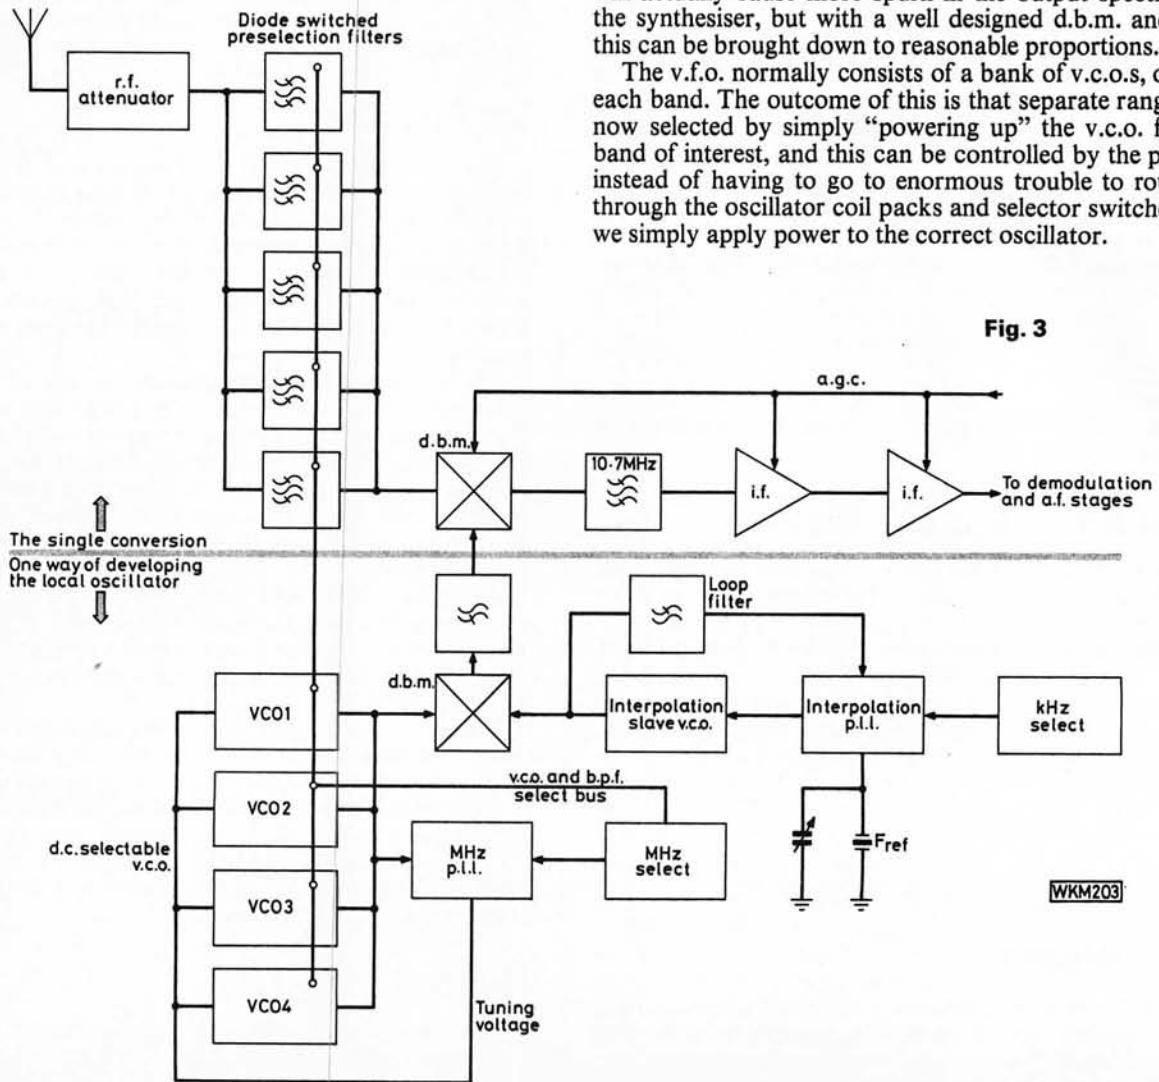 the synthesiser, but with a well designed d.b.m. and
this can be brought down to reasonable proportions.
The v.f.o. normally consists of a bank of v.c.o.s,
each band. The outcome of this is that separate
now selected by simply “powering up” the v.c.o.
band of interest, and this can be controlled by the
instead of having to go to enormous trouble to
through the oscillator coil packs and selector
we simply apply power to the correct oscillator.
Fig. 3
Diode switched
preselection filters
r.f.
attenuator
a.g.c.
d.b.m.
10·7MHz
i.f.
i.f.
To demodulation
and a.f. stages
The single conversion
One way of developing
the local oscillator
Loop
filter
d.b.m.
VCO1
Interpolation
slave v.c.o.
Interpolation
p.l.l.
kHz
select
v.c.o. and b.p.f.
select bus
VCO2
d.c. selectable
v.c.o.
MHz
p.l.l.
MHz
select
Fref
VCO3
WKM203
VCO4
Tuning
voltage